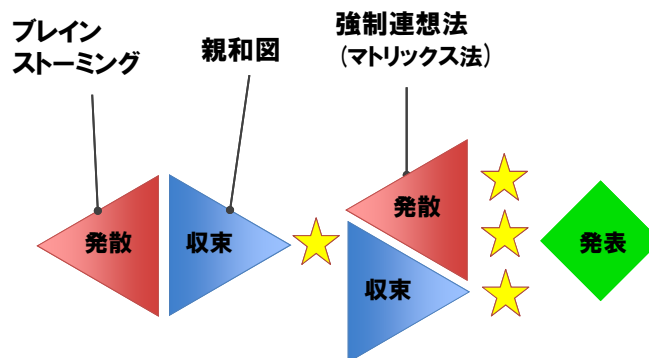 ブレイン
ストーミング
親和図
強制連想法
(マトリックス法)
発散
収束
発散
収束
発表